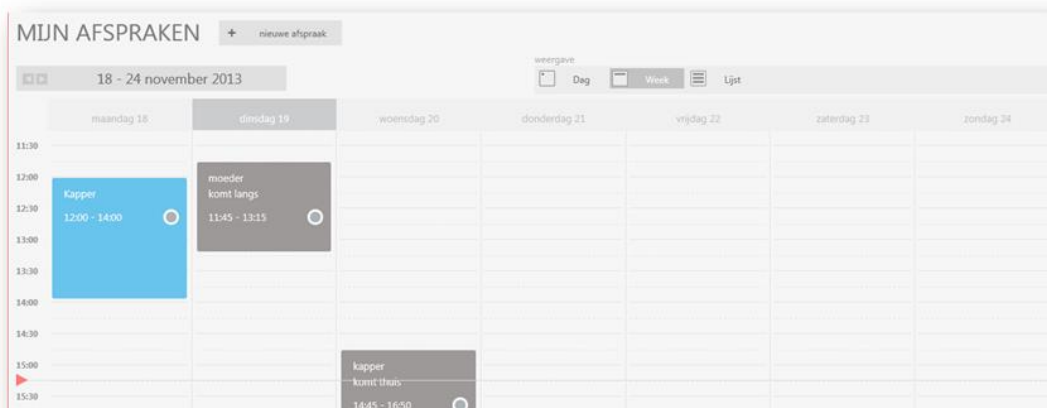 MIJN AFSPRAKEN
+ nieuwe afspraak
weergave
18 - 24 november 2013
Dag
Week
Lijst
maandag 18
dinsdag 19
woensdag 20
donderdag 21
vrijdag 22
zaterdag 23
zondag 24
11:30
12:00
12:30
13:00
13:30
14:00
14:30
15:00
15:30
Kapper
12:00 - 14:00
moeder
komt langs
11:45 - 13:15
kapper
komt thuis
14:45 - 16:50